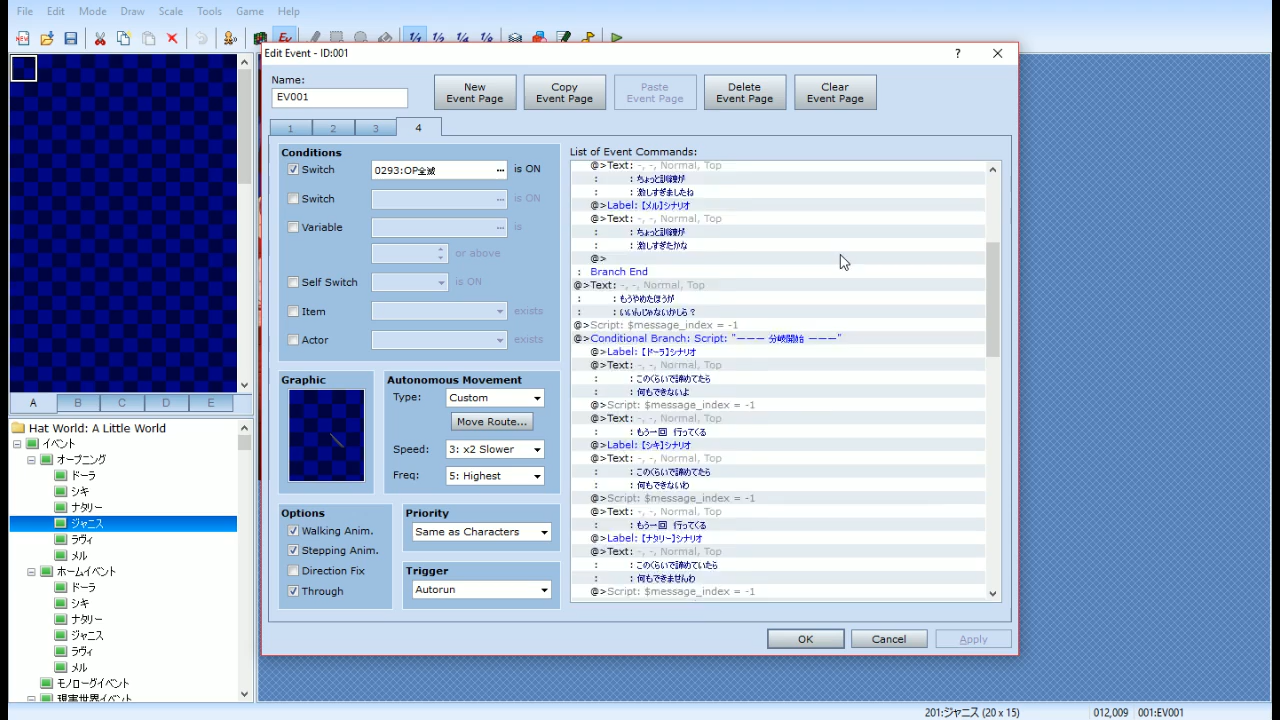 File Edit Mode Draw Scale Tools Game Help
Edit Event - ID:001
Name:
EV001
New Event Page
Copy Event Page
Paste Event Page
Delete Event Page
Clear Event Page
1 2 3 4
Conditions
Switch 0293:OP全滅 ... is ON
Switch ... is ON
Variable ... is
or above
Self Switch is ON
Item exists
Actor exists
Graphic
Autonomous Movement
Type: Custom
Move Route...
Speed: 3: x2 Slower
Freq: 5: Highest
Options
Walking Anim.
Stepping Anim.
Direction Fix
Through
Priority
Same as Characters
Trigger
Autorun
List of Event Commands:
@>Text: -, -, Normal, Top
: : ちょっと訓練が
: : 激しすぎましたね
@>Label: 【メル】シナリオ
@>Text: -, -, Normal, Top
: : ちょっと訓練が
: : 激しすぎたかな
@>
: Branch End
@>Text: -, -, Normal, Top
: : もうやめたほうが
: : いいんじゃないかしら？
@>Script: $message_index = -1
@>Conditional Branch: Script: "ーーー 分岐開始 ーーー"
@>Label: 【ドーラ】シナリオ
@>Text: -, -, Normal, Top
: : このくらいで諦めてたら
: : 何もできないよ
@>Script: $message_index = -1
@>Text: -, -, Normal, Top
: : もう一回　行ってくる
@>Label: 【シキ】シナリオ
@>Text: -, -, Normal, Top
: : このくらいで諦めてたら
: : 何もできないわ
@>Script: $message_index = -1
@>Text: -, -, Normal, Top
: : もう一回　行ってくる
@>Label: 【ナタリー】シナリオ
@>Text: -, -, Normal, Top
: : このくらいで諦めていたら
: : 何もできませんわ
@>Script: $message_index = -1
OK
Cancel
Apply
A B C D E
Hat World: A Little World
イベント
オープニング
ドーラ
シキ
ナタリー
ジャニス
ラヴィ
メル
ホームイベント
ドーラ
シキ
ナタリー
ジャニス
ラヴィ
メル
モノローグイベント
現実世界イベント
201:ジャニス (20 x 15)
012,009
001:EV001